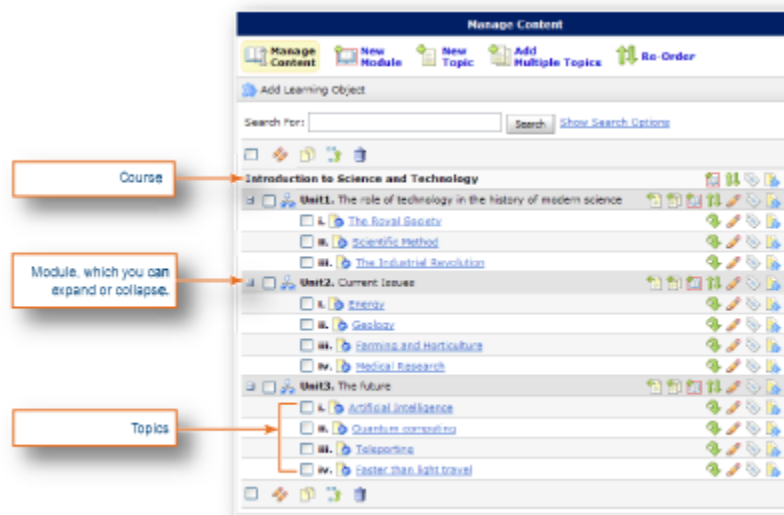 Manage Content
Manage Content
New Module
New Topic
Add Multiple Topics
Re-Order
Add Learning Object
Search For:
Search
Show Search Options
Course
Introduction to Science and Technology
Unit1. The role of technology in the history of modern science
i. The Royal Society
ii. Scientific Method
iii. The Industrial Revolution
Module, which you can
expand or collapse.
Unit2. Current Issues
i. Energy
ii. Geology
iii. Farming and Horticulture
iv. Medical Research
Unit3. The future
Topics
i. Artificial Intelligence
ii. Quantum computing
iii. Teleporting
iv. Faster than light travel